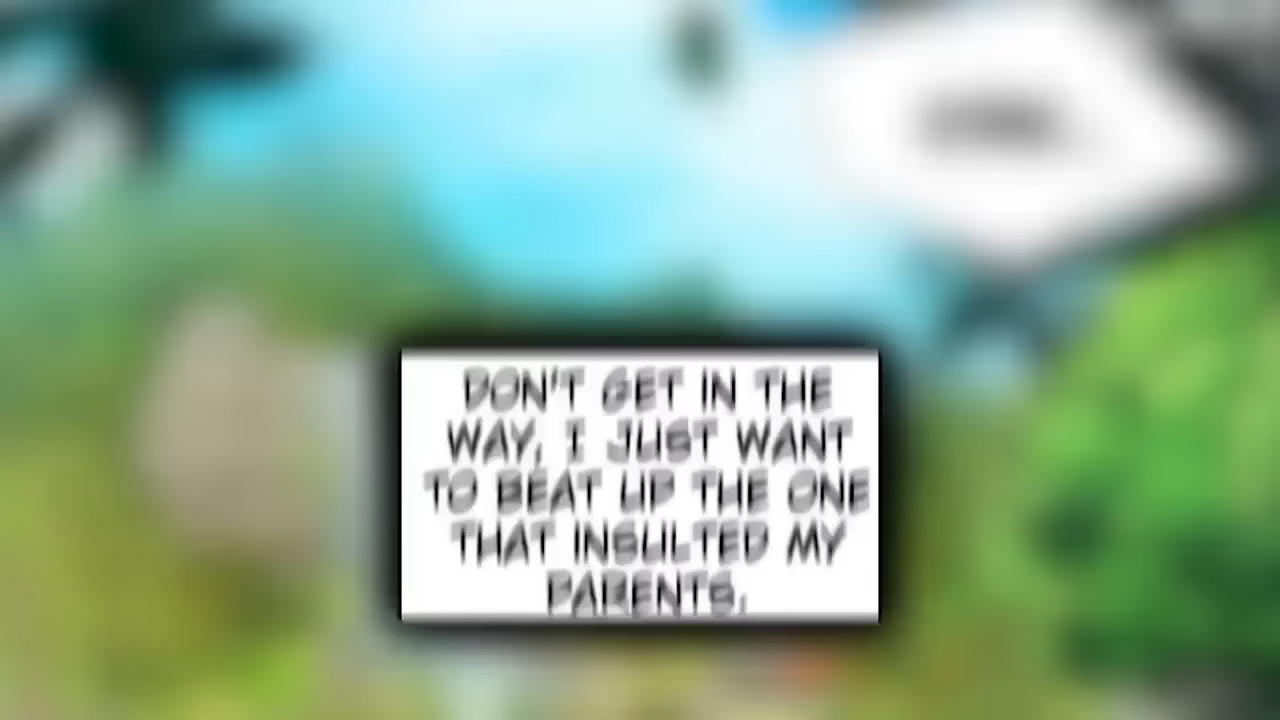 DON'T GET IN THE
WAY, I JUST WANT
TO BEAT UP THE ONE
THAT INSULTED MY
PARENTS.